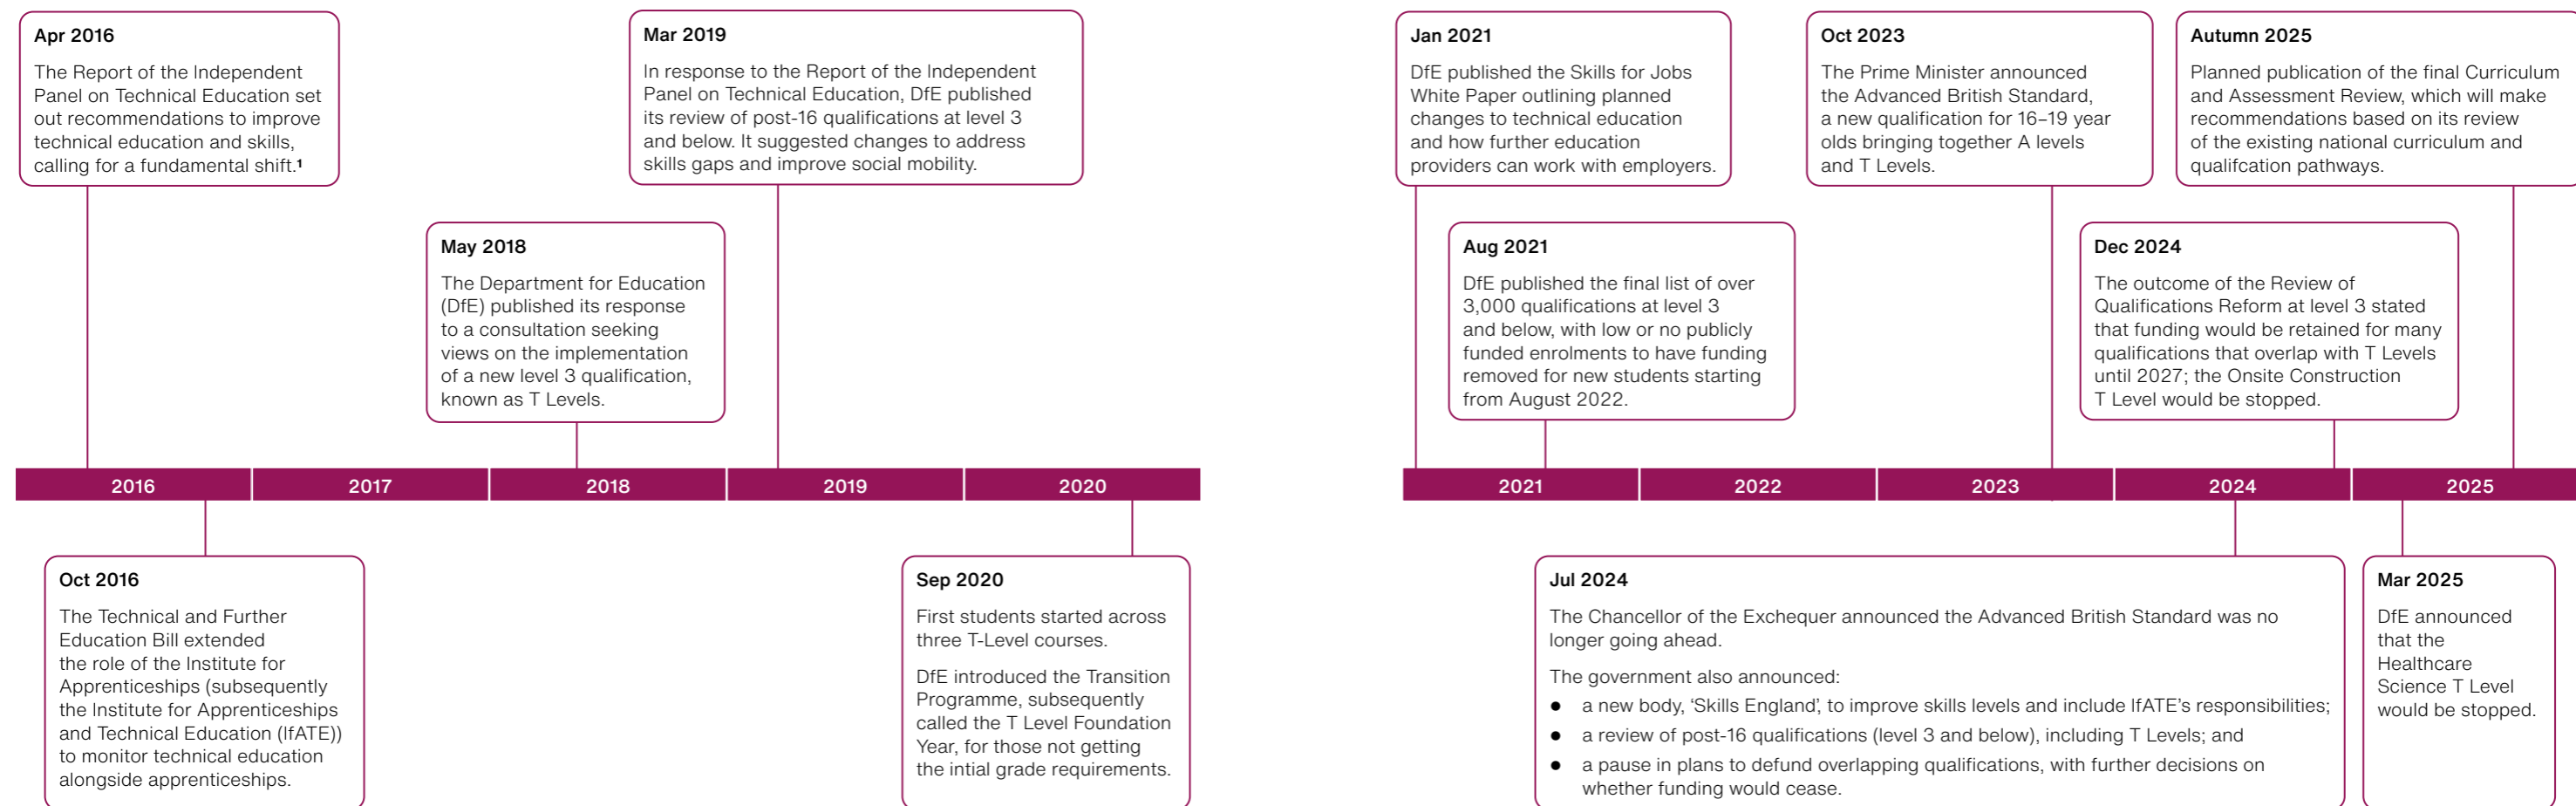 Apr 2016
The Report of the Independent
Panel on Technical Education set
out recommendations to improve
technical education and skills,
calling for a fundamental shift.¹
Mar 2019
In response to the Report of the Independent
Panel on Technical Education, DfE published
its review of post-16 qualifications at level 3
and below. It suggested changes to address
skills gaps and improve social mobility.
Jan 2021
DfE published the Skills for Jobs
White Paper outlining planned
changes to technical education
and how further education
providers can work with employers.
Oct 2023
The Prime Minister announced
the Advanced British Standard,
a new qualification for 16–19 year
olds bringing together A levels
and T Levels.
Autumn 2025
Planned publication of the final Curriculum
and Assessment Review, which will make
recommendations based on its review
of the existing national curriculum and
qualifcation pathways.
May 2018
The Department for Education
(DfE) published its response
to a consultation seeking
views on the implementation
of a new level 3 qualification,
known as T Levels.
Aug 2021
DfE published the final list of over
3,000 qualifications at level 3
and below, with low or no publicly
funded enrolments to have funding
removed for new students starting
from August 2022.
Dec 2024
The outcome of the Review of
Qualifications Reform at level 3 stated
that funding would be retained for many
qualifications that overlap with T Levels
until 2027; the Onsite Construction
T Level would be stopped.
2016 2017 2018 2019 2020 2021 2022 2023 2024 2025
Oct 2016
The Technical and Further
Education Bill extended
the role of the Institute for
Apprenticeships (subsequently
the Institute for Apprenticeships
and Technical Education (IfATE))
to monitor technical education
alongside apprenticeships.
Sep 2020
First students started across
three T-Level courses.
DfE introduced the Transition
Programme, subsequently
called the T Level Foundation
Year, for those not getting
the intial grade requirements.
Jul 2024
The Chancellor of the Exchequer announced the Advanced British Standard was no
longer going ahead.
The government also announced:
● a new body, ‘Skills England’, to improve skills levels and include IfATE’s responsibilities;
● a review of post-16 qualifications (level 3 and below), including T Levels; and
● a pause in plans to defund overlapping qualifications, with further decisions on
whether funding would cease.
Mar 2025
DfE announced
that the
Healthcare
Science T Level
would be stopped.